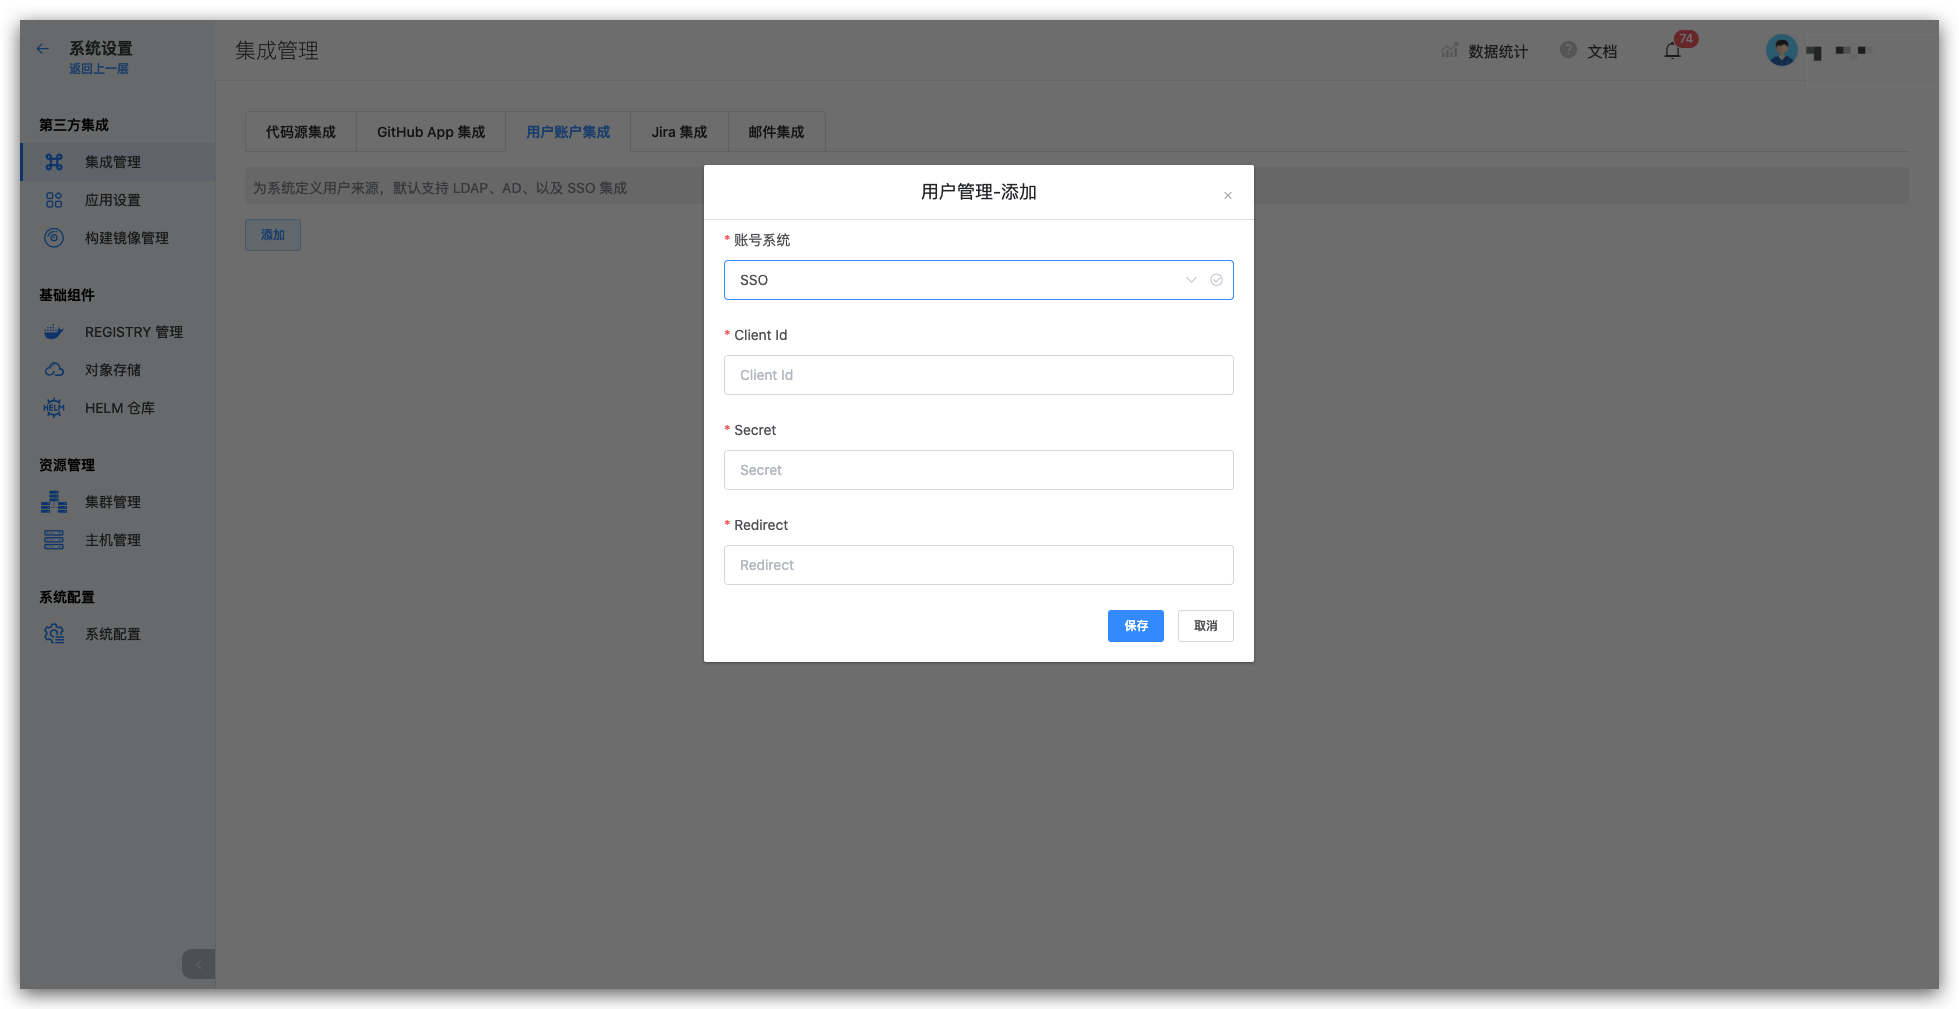 系统设置
返回上一层
集成管理
数据统计
文档
74
第三方集成
集成管理
应用设置
构建镜像管理
基础组件
REGISTRY 管理
对象存储
HELM
HELM 仓库
资源管理
集群管理
主机管理
系统配置
系统配置
代码源集成
GitHub App 集成
用户账户集成
Jira 集成
邮件集成
为系统定义用户来源，默认支持 LDAP、AD、以及 SSO 集成
添加
用户管理-添加
* 账号系统
SSO
* Client Id
Client Id
* Secret
Secret
* Redirect
Redirect
保存
取消